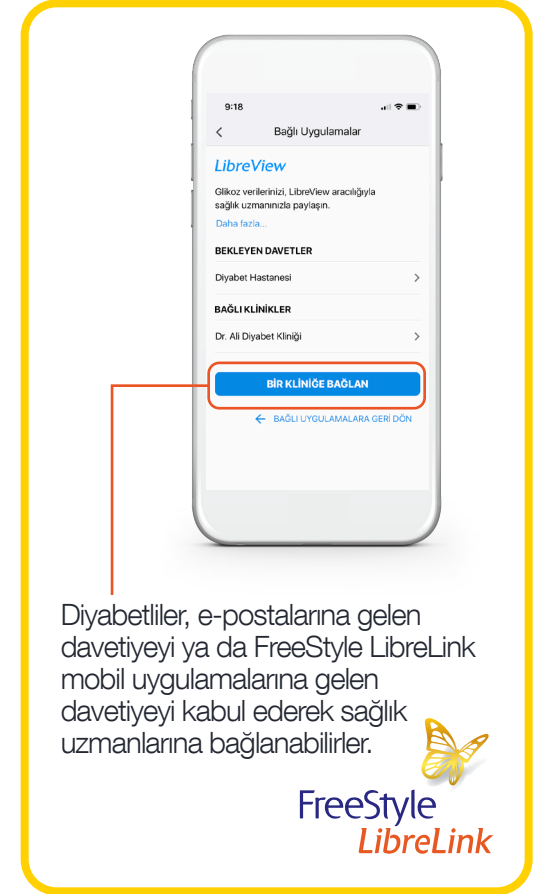 9:18
Bağlı Uygulamalar
LibreView
Glikoz verilerinizi, LibreView aracılığıyla
sağlık uzmanınızla paylaşın.
Daha fazla...
BEKLEYEN DAVETLER
Diyabet Hastanesi
BAĞLI KLİNİKLER
Dr. Ali Diyabet Kliniği
BİR KLİNİĞE BAĞLAN
BAĞLI UYGULAMALARA GERİ DÖN
Diyabetliler, e-postalarına gelen
davetiyeyi ya da FreeStyle LibreLink
mobil uygulamalarına gelen
davetiyeyi kabul ederek sağlık
uzmanlarına bağlanabilirler.
FreeStyle
LibreLink